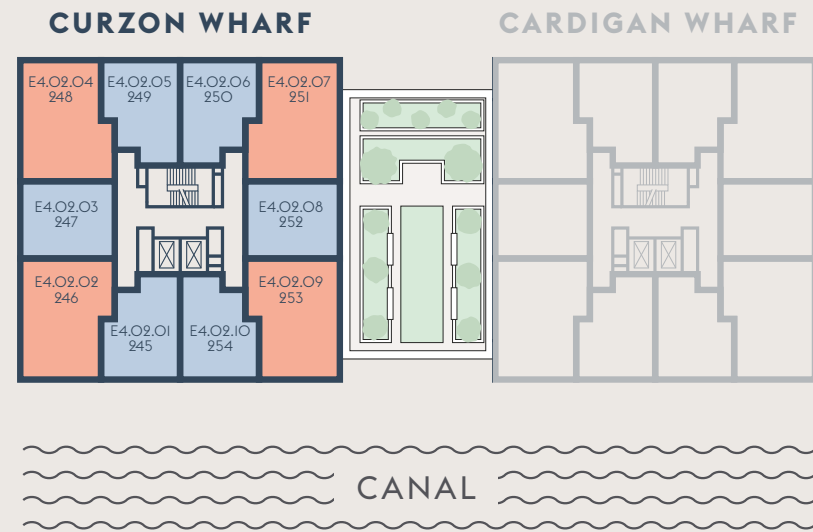 CURZON WHARF
CARDIGAN WHARF
E4.02.04
248
E4.02.05
249
E4.02.06
250
E4.02.07
251
E4.02.03
247
E4.02.08
252
E4.02.02
246
E4.02.09
253
E4.02.01
245
E4.02.10
254
CANAL